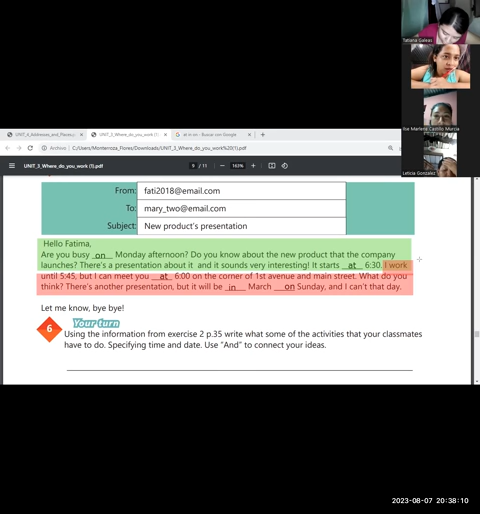 Tatiana Galeas
Ilse Mariela Castillo Murcia
Leticia Gonzalez
UNIT_3_Where_do_you_work (1).pdf
at in on - Buscar con Google
Archivo
C:/Users/Monterroza_Flores/Downloads/UNIT_3_Where_do_you_work%20(1).pdf
UNIT_3_Where_do_you_work (1).pdf
9 / 11
163%
From: fati2018@email.com
To: mary_two@email.com
Subject: New product's presentation
Hello Fatima,
Are you busy on Monday afternoon? Do you know about the new product that the company
launches? There's a presentation about it and it sounds very interesting! It starts at 6:30. I work
until 5:45, but I can meet you at 6:00 on the corner of 1st avenue and main street. What do you
think? There's another presentation, but it will be in March on Sunday, and I can't that day.
Let me know, bye bye!
6
Your turn
Using the information from exercise 2 p.35 write what some of the activities that your classmates
have to do. Specifying time and date. Use "And" to connect your ideas.
2023-08-07 20:38:10